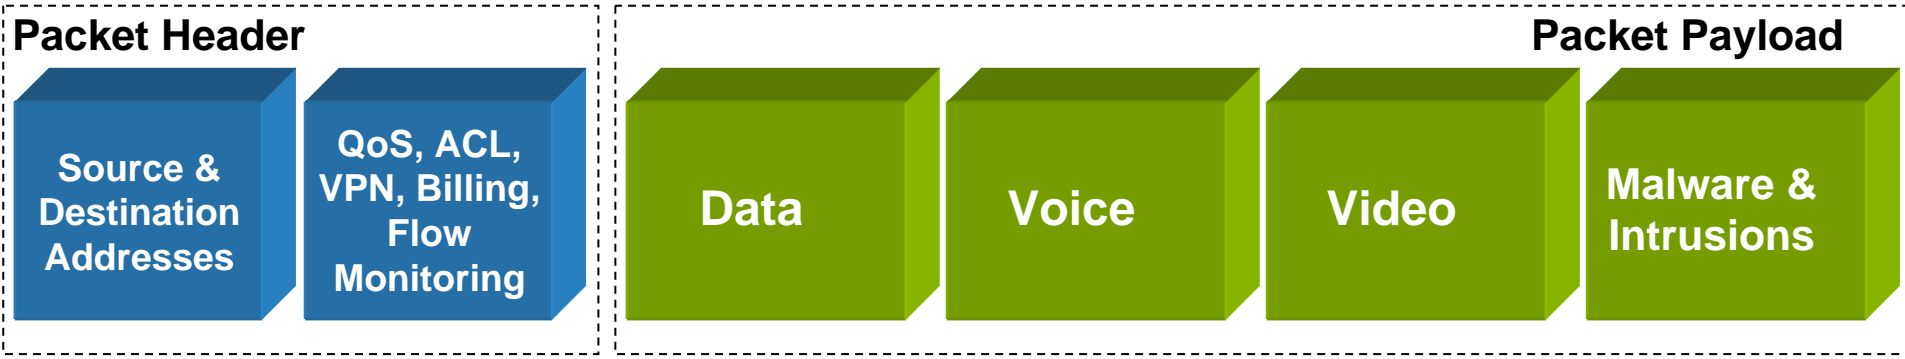 Packet Header
Source &
Destination
Addresses
QoS, ACL,
VPN, Billing,
Flow
Monitoring
Packet Payload
Data
Voice
Video
Malware &
Intrusions